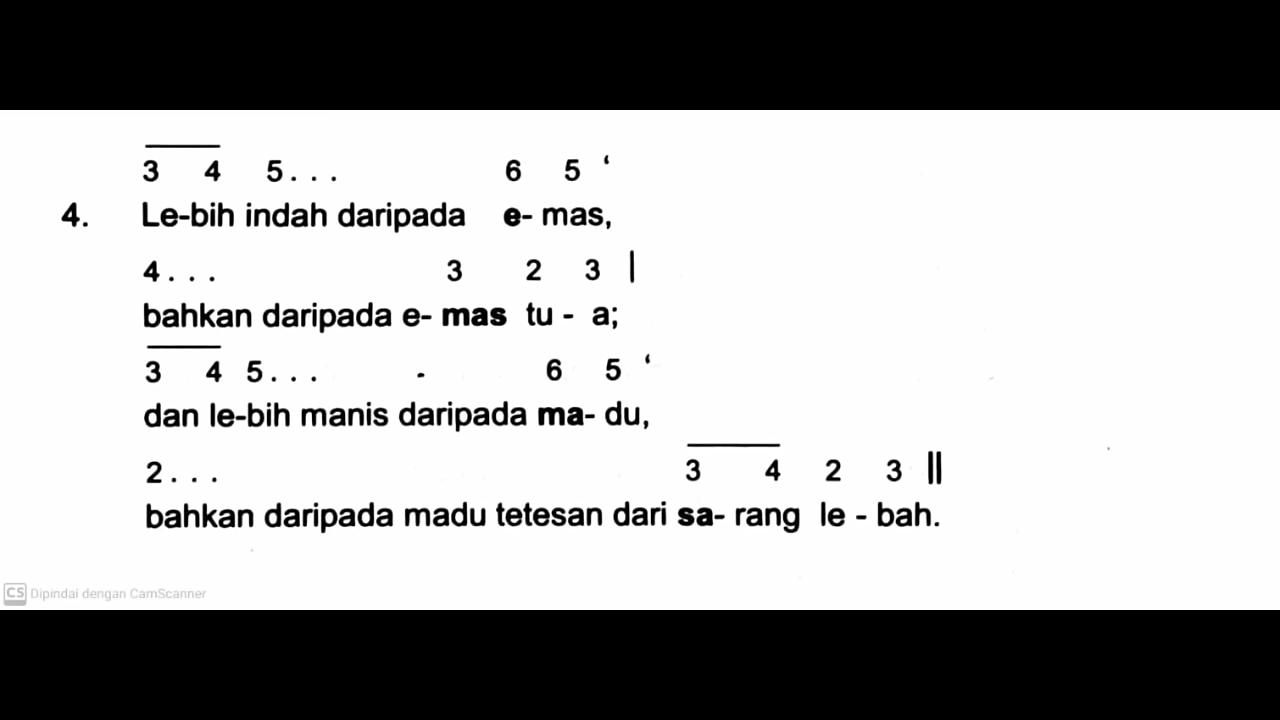 3 4 5 . . . 6 5 ‘
4. Le-bih indah daripada e- mas,
4 . . . 3 2 3 |
bahkan daripada e- mas tu - a;
3 4 5 . . . 6 5 ‘
dan le-bih manis daripada ma- du,
2 . . . 3 4 2 3 ||
bahkan daripada madu tetesan dari sa- rang le - bah.
CS Dipindai dengan CamScanner